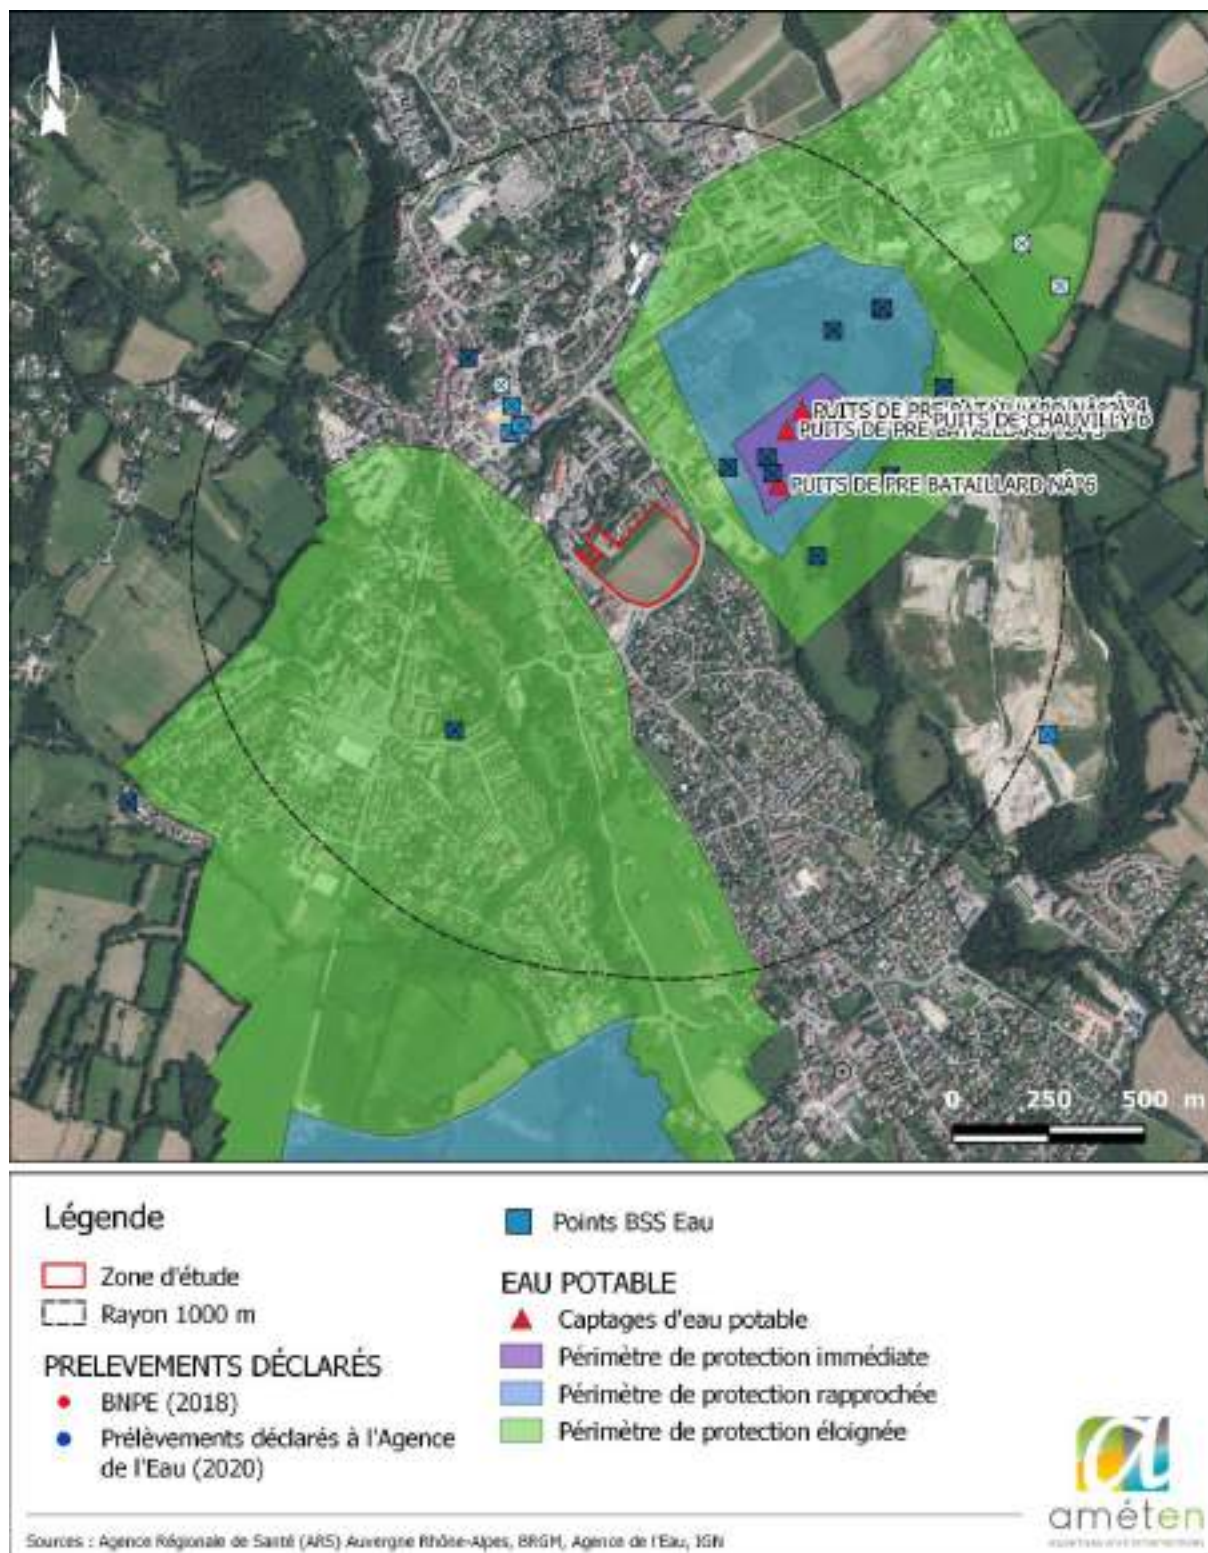 PUITS DE CHAUVILLY
PUITS DE PRE BATAILLARD
PUITS DE PRE BATAILLARD NÂ°6
0 250 500 m
Légende
Zone d'étude
Rayon 1000 m
PRELEVEMENTS DÉCLARÉS
BNPE (2018)
Prélèvements déclarés à l'Agence
de l'Eau (2020)
Points BSS Eau
EAU POTABLE
Captages d'eau potable
Périmètre de protection immédiate
Périmètre de protection rapprochée
Périmètre de protection éloignée
améten
Sources : Agence Régionale de Santé (ARS) Auvergne Rhône-Alpes, BRGM, Agence de l'Eau, IGN